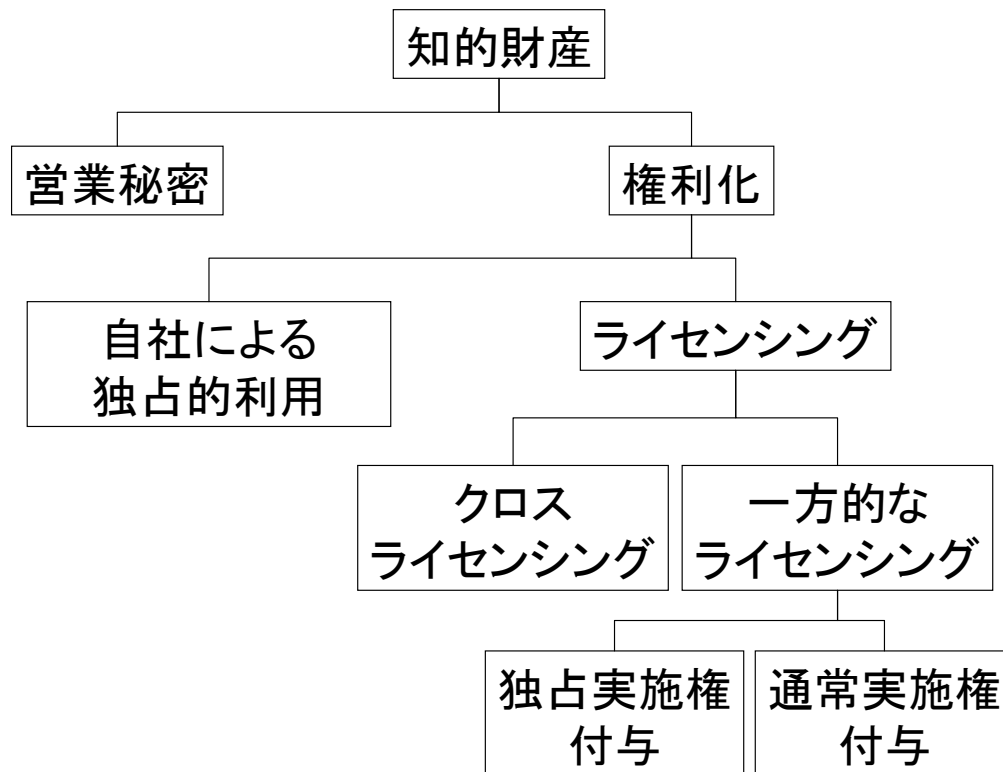 知的財産
営業秘密
権利化
自社による
独占的利用
ライセンシング
クロス
ライセンシング
一方的な
ライセンシング
独占実施権
付与
通常実施権
付与